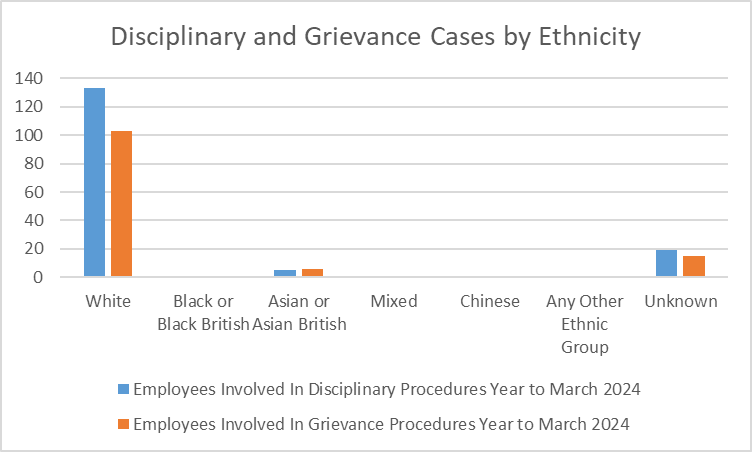 Disciplinary and Grievance Cases by Ethnicity
140
120
100
80
60
40
20
0
White
Black or
Black British
Asian or
Asian British
Mixed
Chinese
Any Other
Ethnic
Group
Unknown
Employees Involved In Disciplinary Procedures Year to March 2024
Employees Involved In Grievance Procedures Year to March 2024